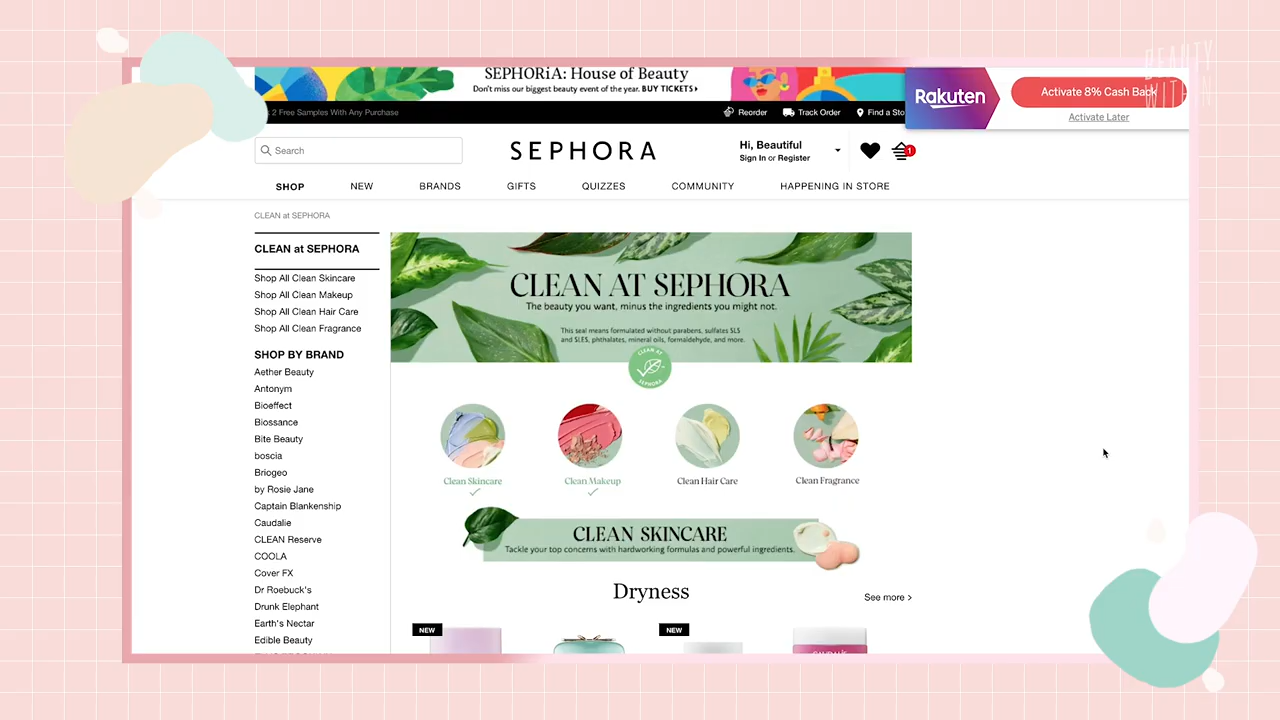 SEPHORiA: House of Beauty
Don't miss our biggest beauty event of the year. BUY TICKETS
BEAUTY
WITHIN
Rakuten
Activate 8% Cash Back
Activate Later
2 Free Samples With Any Purchase
Reorder
Track Order
Find a Sto
Search
SEPHORA
Hi, Beautiful
Sign In or Register
1
SHOP
NEW
BRANDS
GIFTS
QUIZZES
COMMUNITY
HAPPENING IN STORE
CLEAN at SEPHORA
CLEAN at SEPHORA
Shop All Clean Skincare
Shop All Clean Makeup
Shop All Clean Hair Care
Shop All Clean Fragrance
SHOP BY BRAND
Aether Beauty
Antonym
Bioeffect
Biossance
Bite Beauty
boscia
Briogeo
by Rosie Jane
Captain Blankenship
Caudalie
CLEAN Reserve
COOLA
Cover FX
Dr Roebuck's
Drunk Elephant
Earth's Nectar
Edible Beauty
CLEAN AT SEPHORA
The beauty you want, minus the ingredients you might not.
This seal means formulated without parabens, sulfates SLS
and SLES, phthalates, mineral oils, formaldehyde, and more.
CLEAN AT
SEPHORA
Clean Skincare
Clean Makeup
Clean Hair Care
Clean Fragrance
CLEAN SKINCARE
Tackle your top concerns with hardworking formulas and powerful ingredients.
Dryness
See more >
NEW
NEW